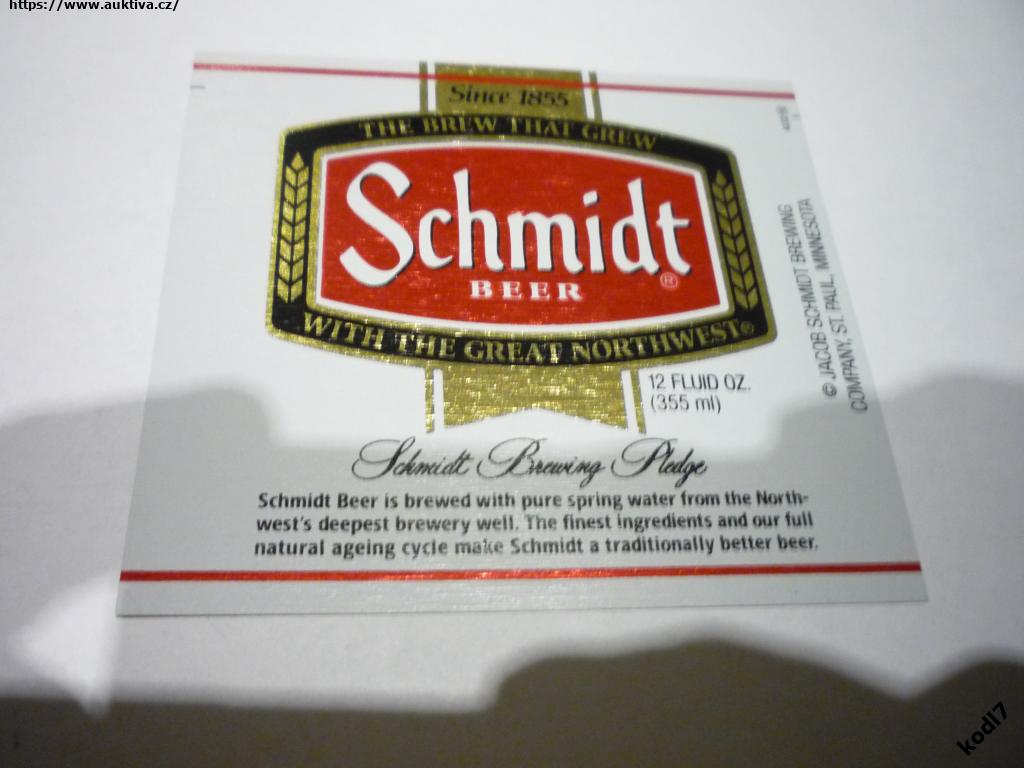 https://www.auktiva.cz/
Since 1855
THE BREW THAT GREW
Schmidt
®
BEER
WITH THE GREAT NORTHWEST®
12 FLUID OZ.
(355 ml)
© JACOB SCHMIDT BREWING
COMPANY, ST. PAUL, MINNESOTA
Schmidt Brewing Pledge
Schmidt Beer is brewed with pure spring water from the North-
west's deepest brewery well. The finest ingredients and our full
natural ageing cycle make Schmidt a traditionally better beer.
kodl7